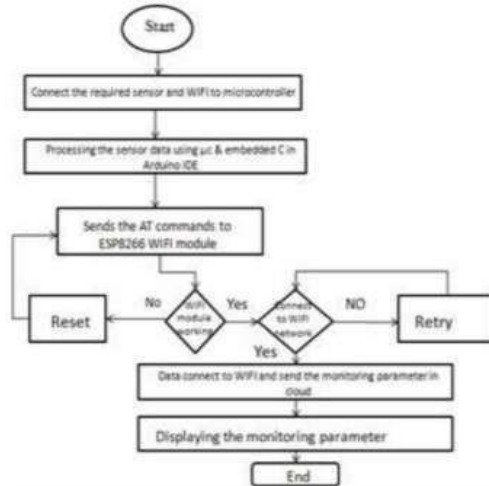 Start
Connect the required sensor and WIFI to microcontroller
Processing the sensor data using µc & embedded C in
Arduino IDE
Sends the AT commands to
ESP8266 WIFI module
No
WIFI
module
working
Yes
Connect
to WIFI
network
NO
Reset
Retry
Yes
Data connect to WIFI and send the monitoring parameter in
cloud
Displaying the monitoring parameter
End